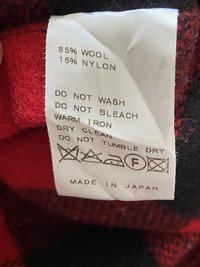 85% WOOL
15% NYLON
DO NOT WASH
DO NOT BLEACH
WARM IRON
DRY CLEAN
DO NOT TUMBLE DRY
F
MADE IN JAPAN